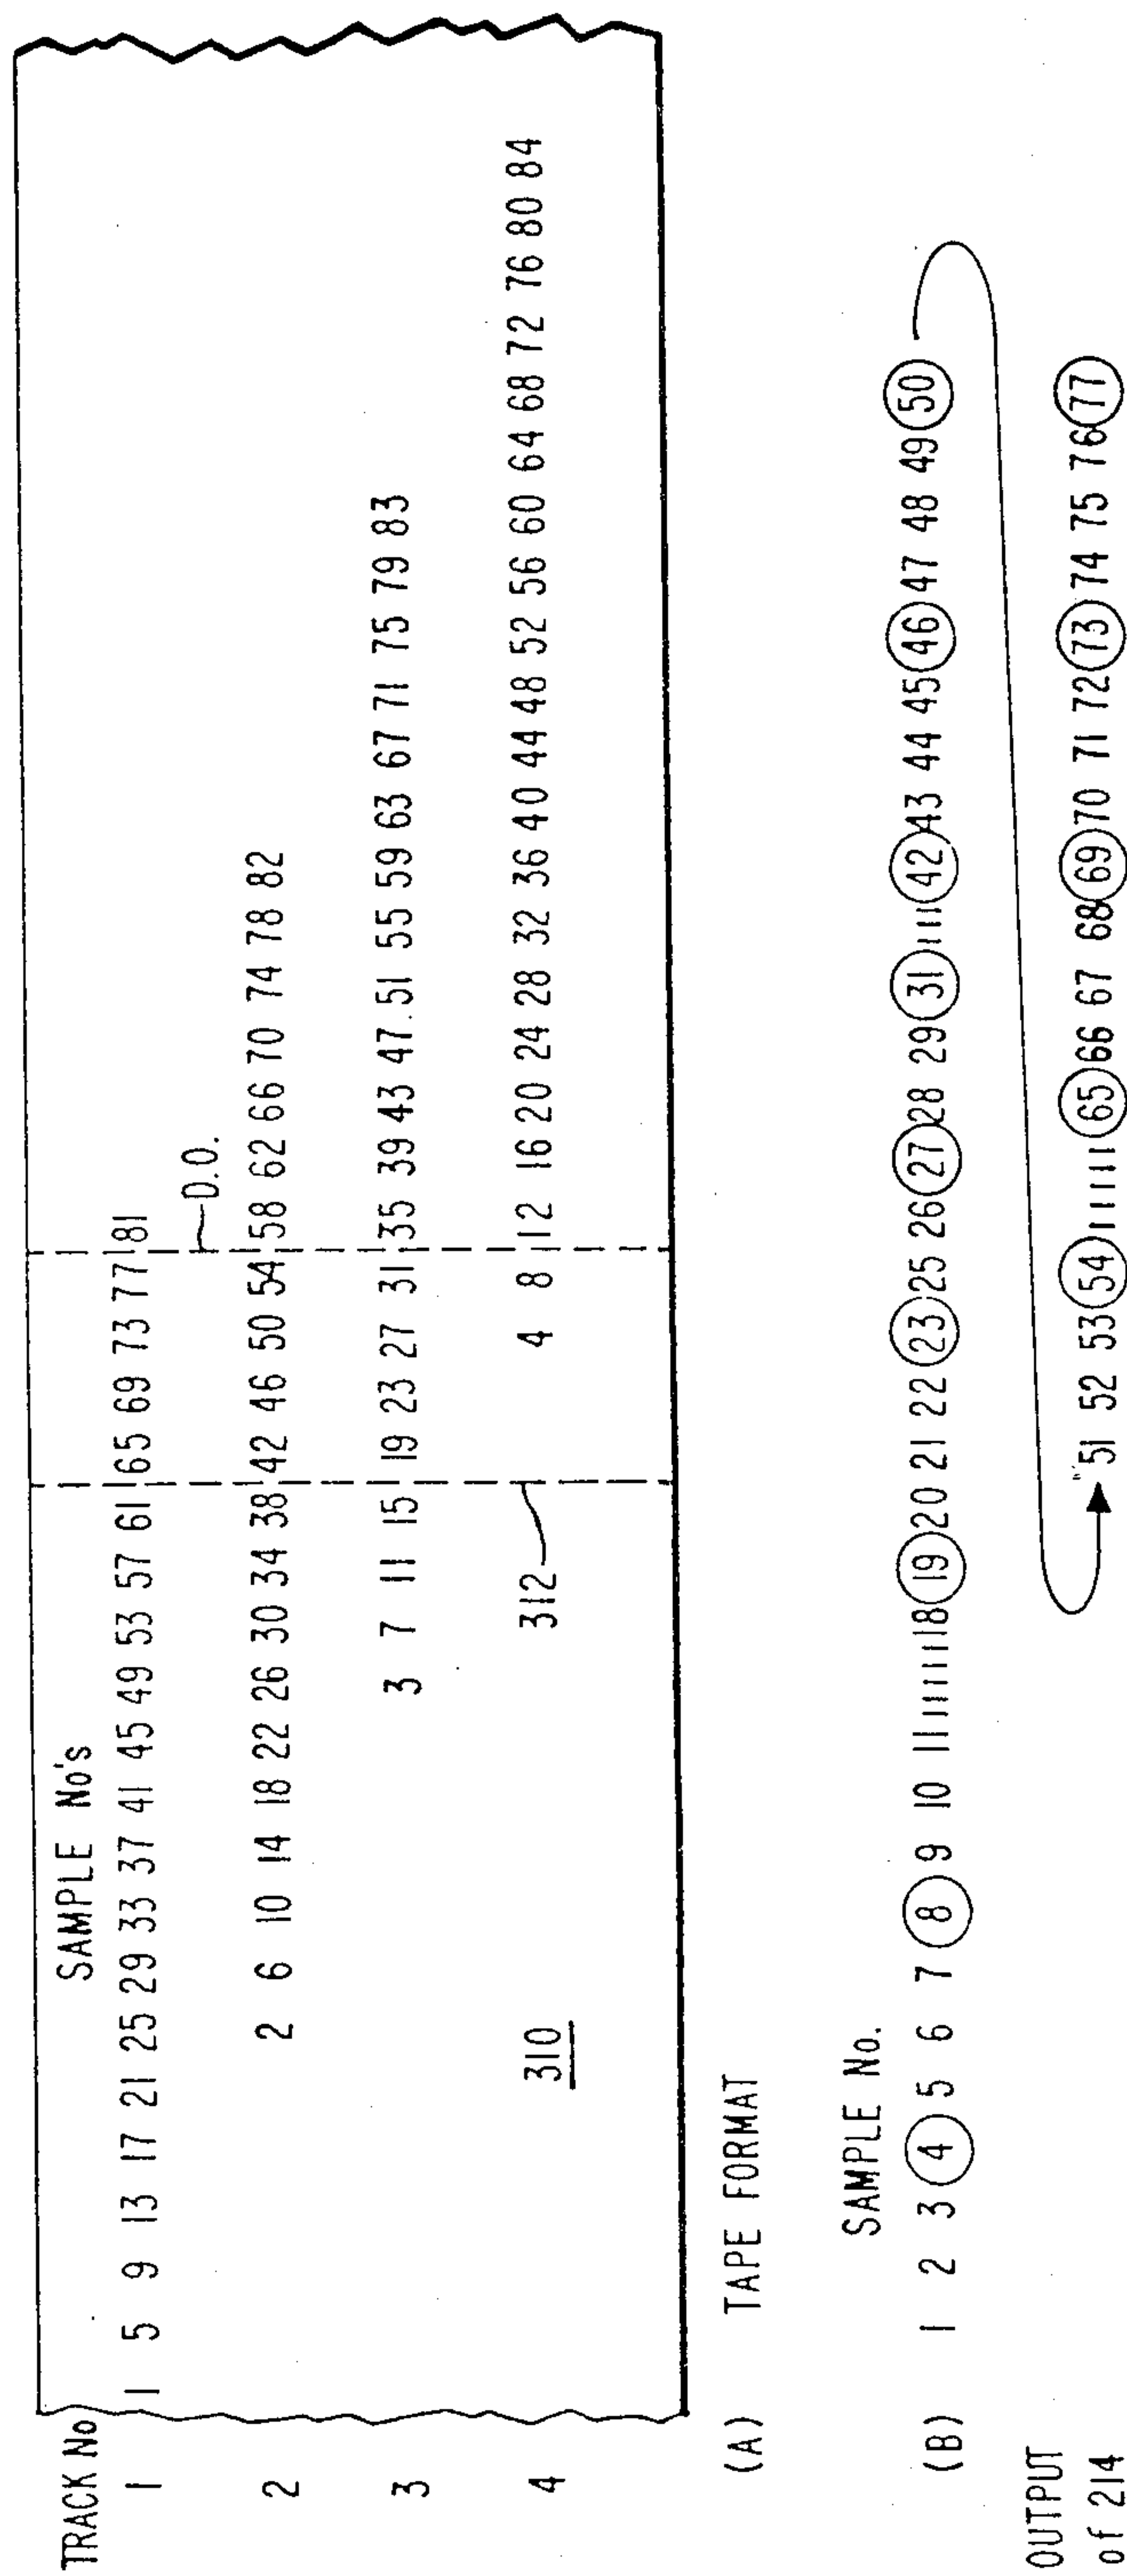 TRACK No
SAMPLE No's
1 1 5 9 13 17 21 25 29 33 37 41 45 49 53 57 61 65 69 73 77 81
D.O.
2 2 6 10 14 18 22 26 30 34 38 42 46 50 54 58 62 66 70 74 78 82
3 3 7 11 15 19 23 27 31 35 39 43 47 51 55 59 63 67 71 75 79 83
4 4 8 12 16 20 24 28 32 36 40 44 48 52 56 60 64 68 72 76 80 84
310
312
(A) TAPE FORMAT
SAMPLE No.
(B) 1 2 3 4 5 6 7 8 9 10 11 ıııııı 18 19 20 21 22 23 25 26 27 28 29 31 ııı 42 43 44 45 46 47 48 49 50
OUTPUT
of 214
51 52 53 54 ıııııı 65 66 67 68 69 70 71 72 73 74 75 76 77